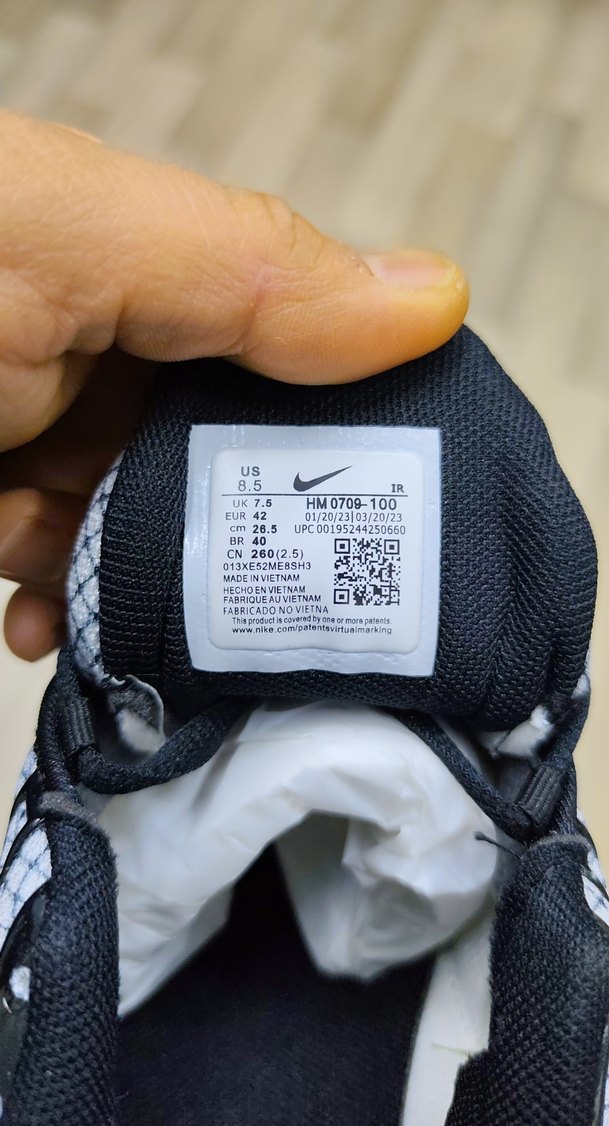 US
8.5
IR
UK 7.5
HM 0709-100
EUR 42
01/20/23|03/20/23
cm 26.5
UPC 00195244250660
BR 40
CN 260(2.5)
013XE52ME8SH3
MADE IN VIETNAM
HECHO EN VIETNAM
FABRIQUE AU VIETNAM
FABRICADO NO VIETNA
This product is covered by one or more patents.
www.nike.com/patentsvirtualmarking